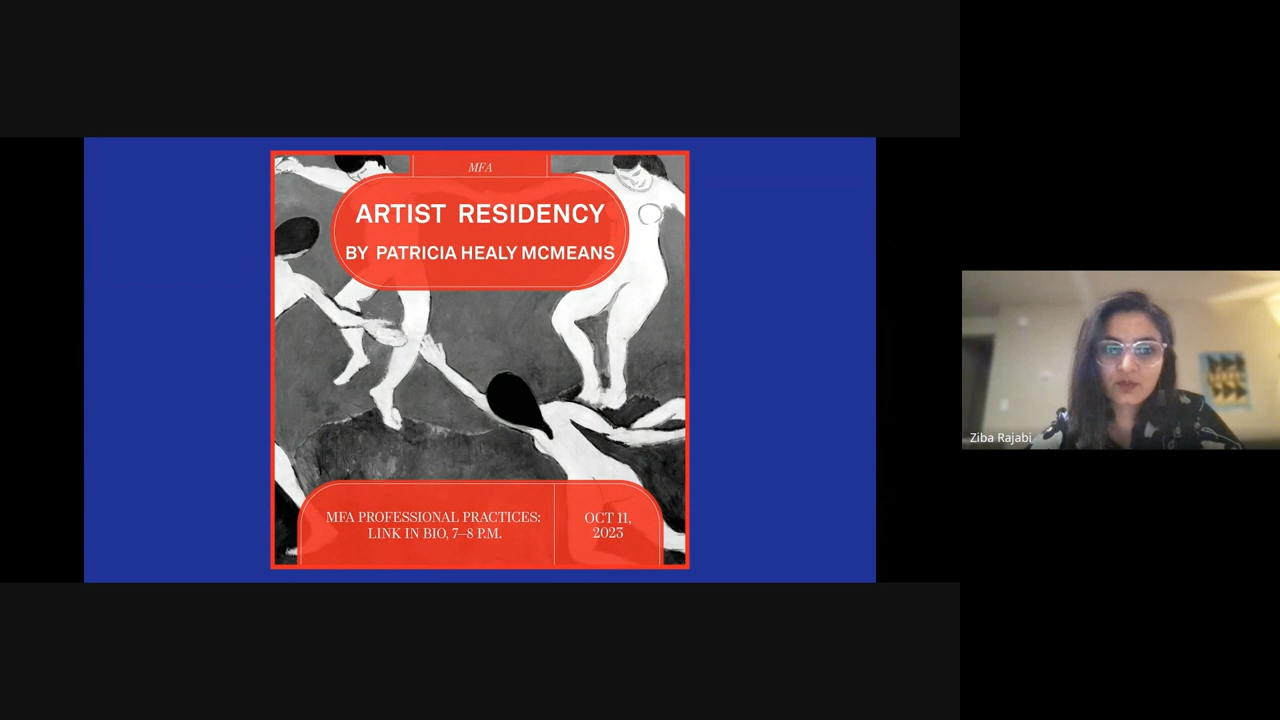 MFA
ARTIST RESIDENCY
BY PATRICIA HEALY MCMEANS
MFA PROFESSIONAL PRACTICES:
LINK IN BIO, 7–8 P.M.
OCT 11,
2023
Ziba Rajabi